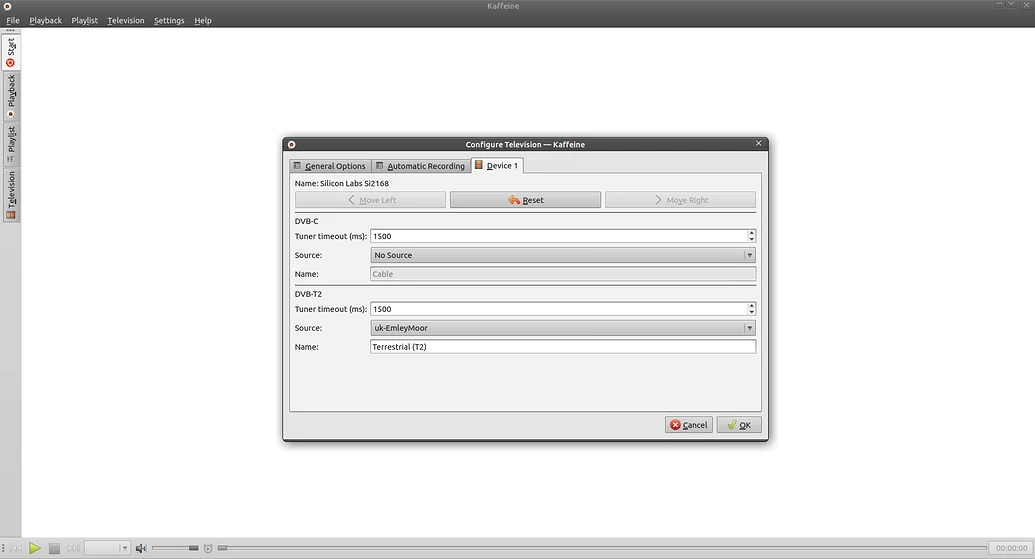 Kaffeine
File Playback Playlist Television Settings Help
Start
Playback
Playlist
Television
Configure Television — Kaffeine
General Options Automatic Recording Device 1
Name: Silicon Labs Si2168
Move Left Reset Move Right
DVB-C
Tuner timeout (ms): 1500
Source: No Source
Name: Cable
DVB-T2
Tuner timeout (ms): 1500
Source: uk-EmleyMoor
Name: Terrestrial (T2)
Cancel OK
00:00:00